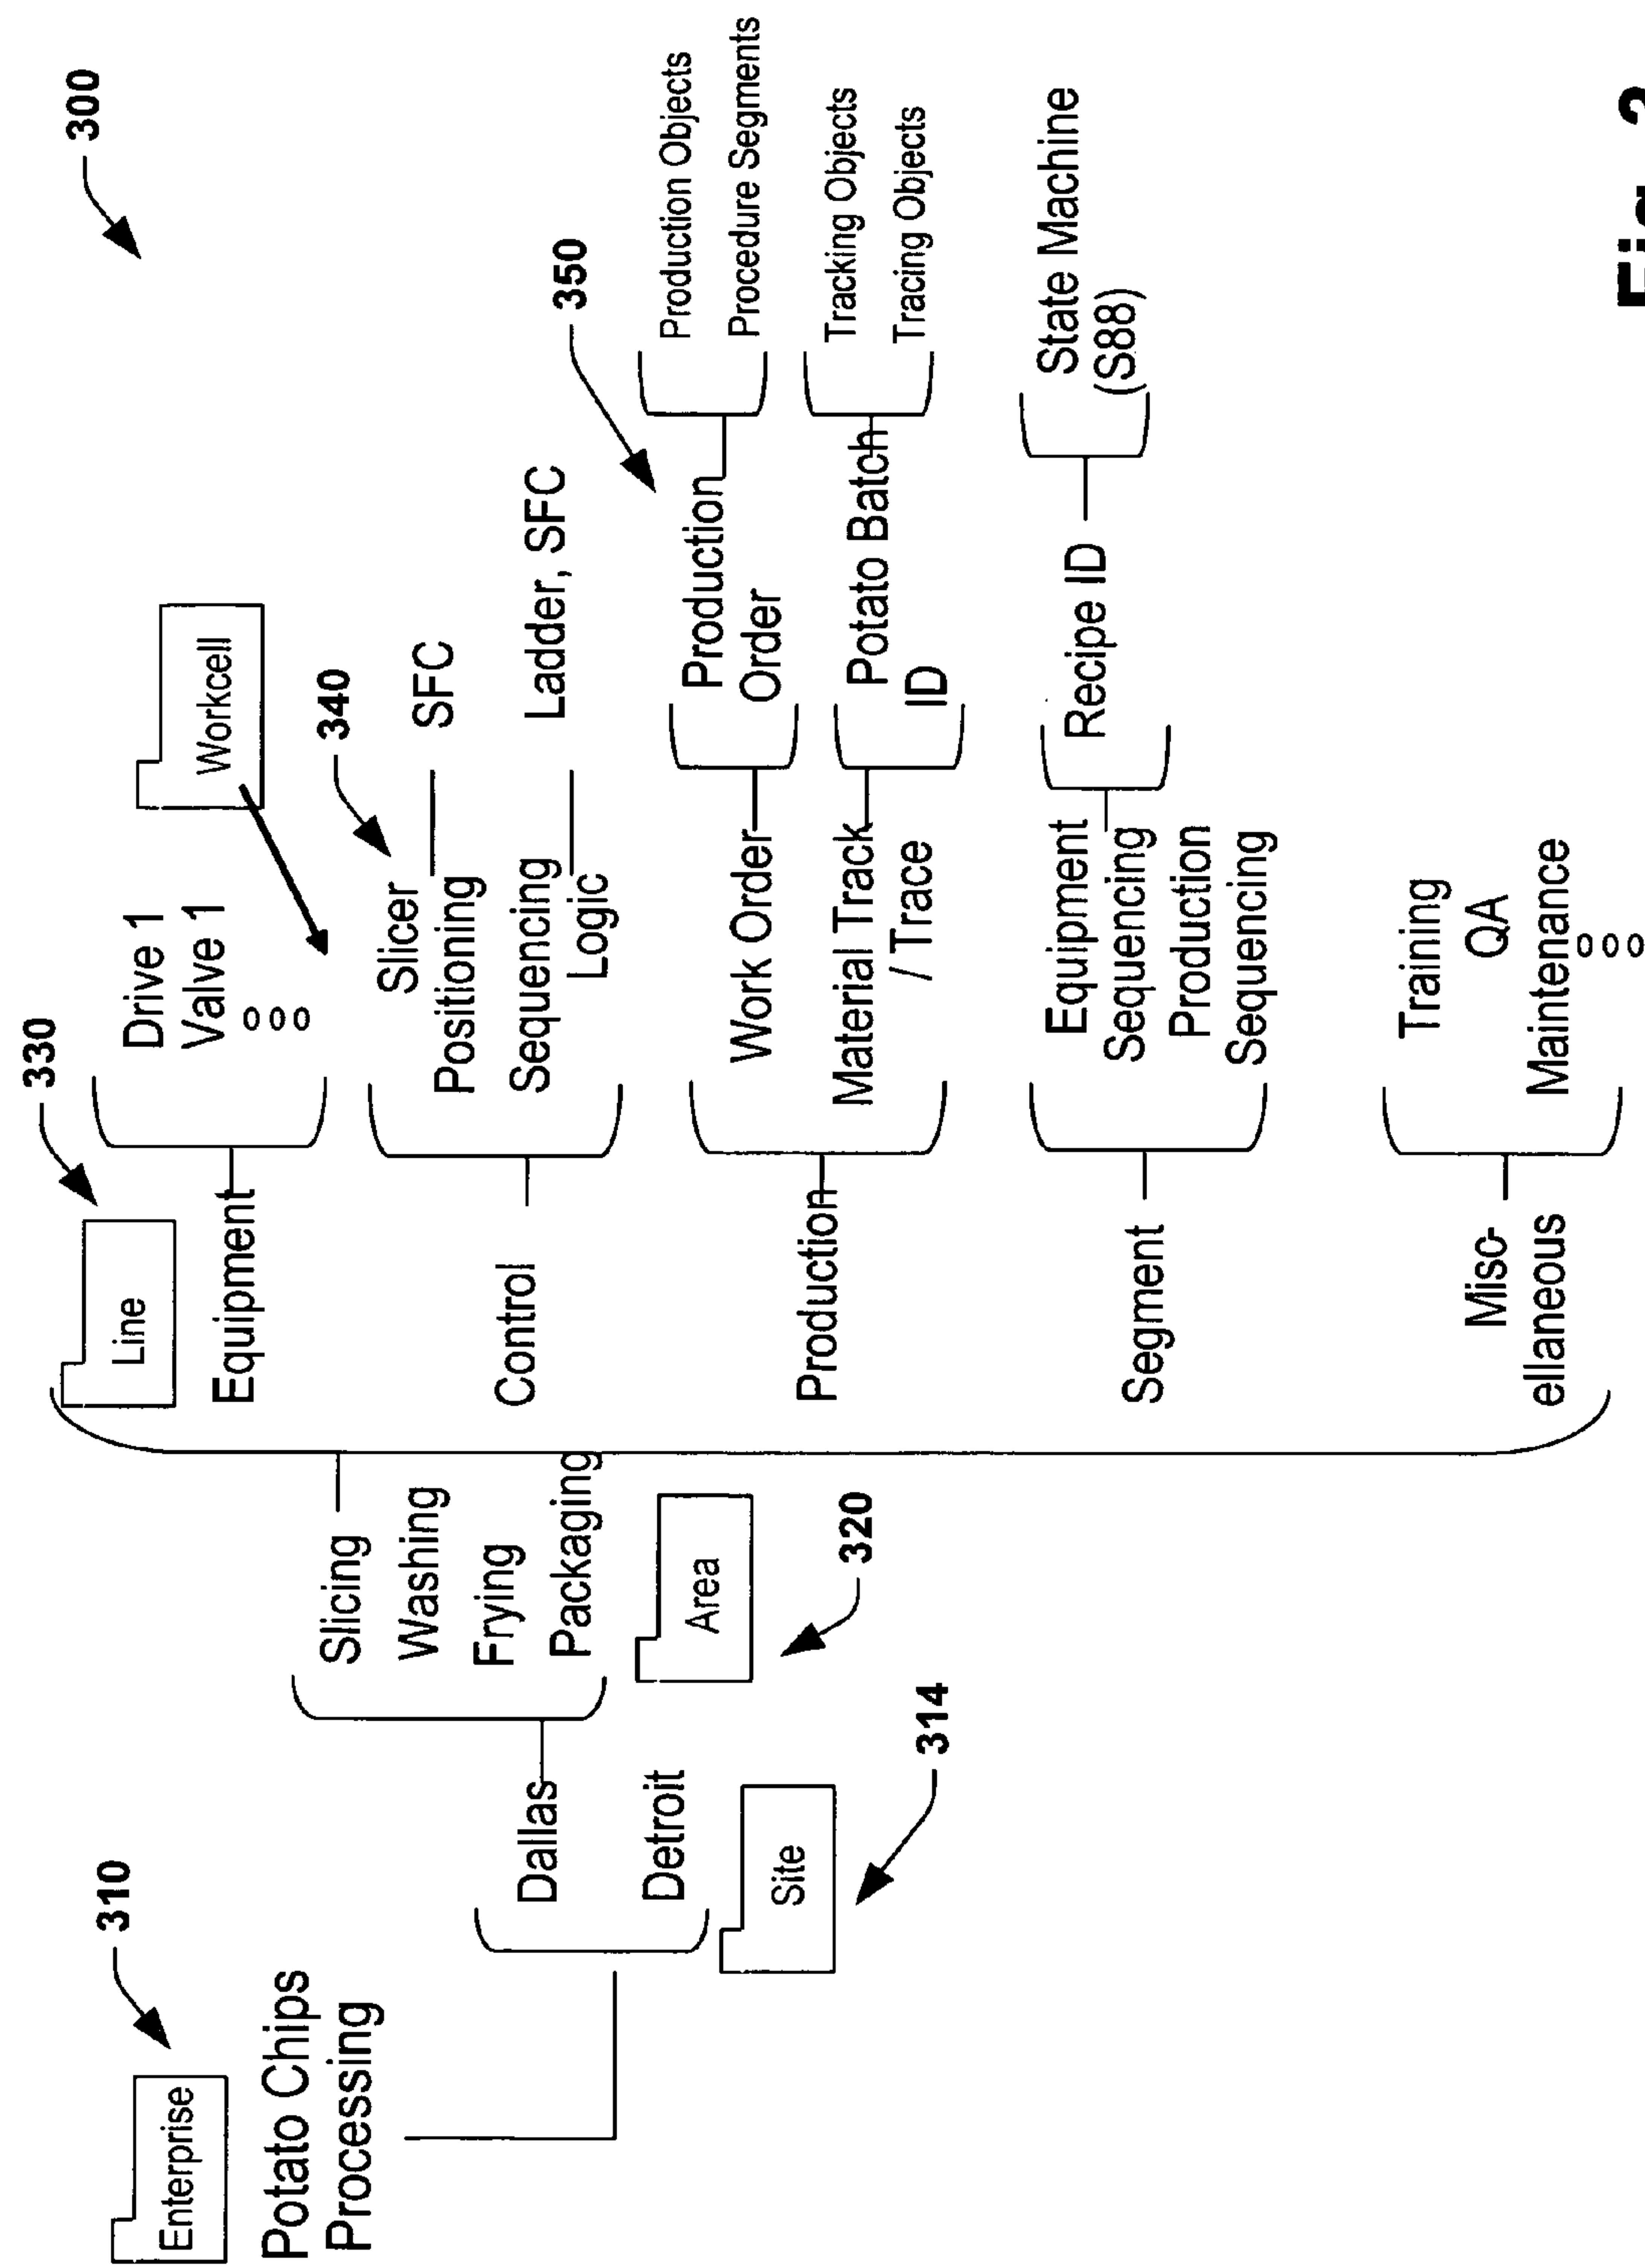 300
310
Enterprise
Potato Chips
Processing
Dallas
Detroit
Site
314
Slicing
Washing
Frying
Packaging
Area
320
330
Line
Equipment
Drive 1
Valve 1
000
Workcell
Control
340
Slicer
Positioning
SFC
Sequencing
Logic
Ladder, SFC
Production
350
Work Order
Production
Order
Production Objects
Procedure Segments
Material Track
/ Trace
Potato Batch
ID
Tracking Objects
Tracing Objects
Segment
Equipment
Sequencing
Production
Sequencing
Recipe ID
State Machine
(S88)
Misc-
ellaneous
Training
QA
Maintenance
000